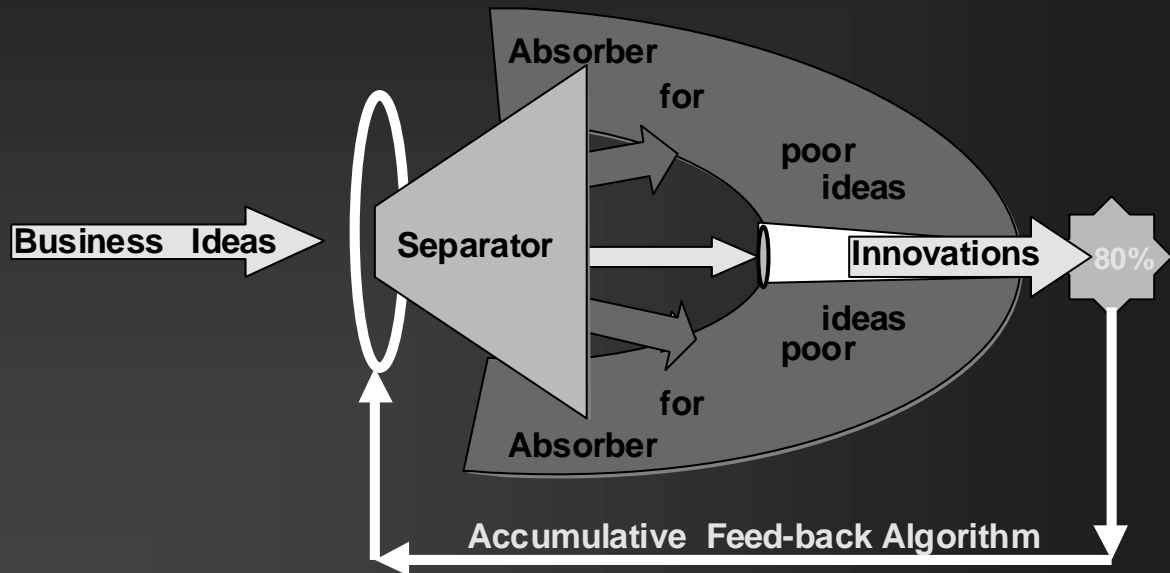 Absorber
for
poor
ideas
Business Ideas
Separator
Innovations
80%
ideas
poor
for
Absorber
Accumulative Feed-back Algorithm